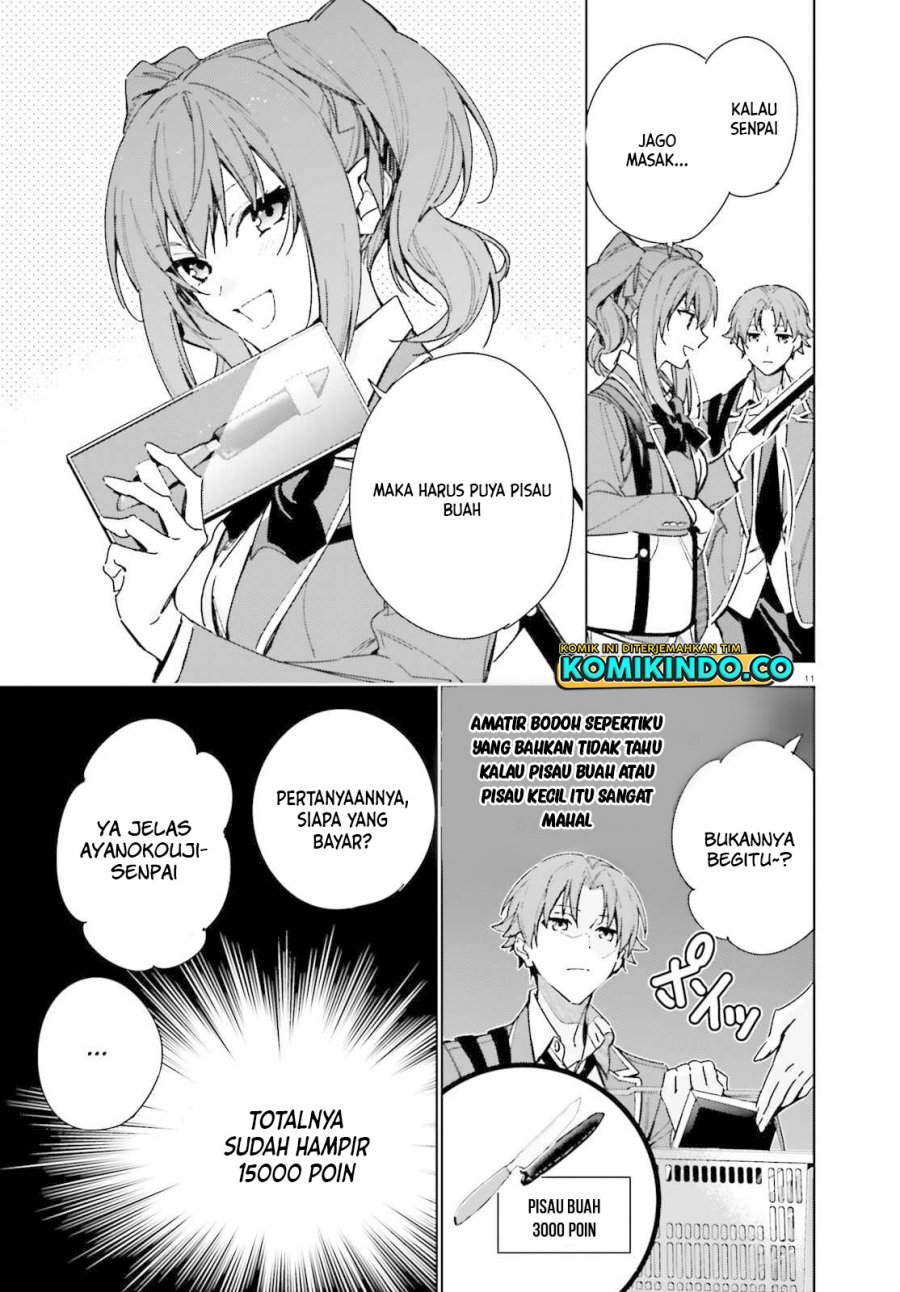 KALAU
SENPAI
JAGO
MASAK...
MAKA HARUS PUYA PISAU
BUAH
KOMIK INI DITERJEMAHKAN TIM
KOMIKINDO.CO
11
BUKANNYA
BEGITU~?
AMATIR BODOH SEPERTIKU
YANG BAHKAN TIDAK TAHU
KALAU PISAU BUAH ATAU
PISAU KECIL ITU SANGAT
MAHAL
ポイッ
PISAU BUAH
3000 POIN
PERTANYAANNYA,
SIAPA YANG
BAYAR?
YA JELAS
AYANOKOUJI-
SENPAI
...
TOTALNYA
SUDAH HAMPIR
15000 POIN